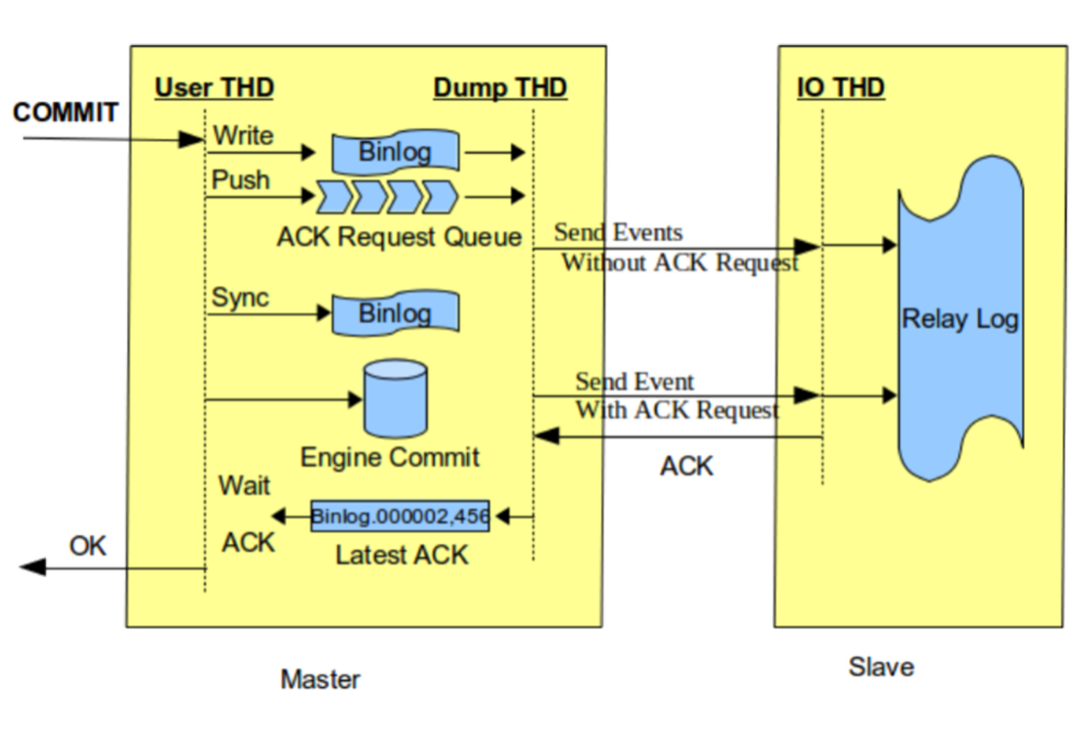 User THD
Dump THD
IO THD
COMMIT
Write
Binlog
Push
ACK Request Queue
Send Events
Without ACK Request
Sync
Binlog
Relay Log
Send Event
With ACK Request
Engine Commit
ACK
Wait
ACK
Binlog.000002,456
Latest ACK
OK
Master
Slave